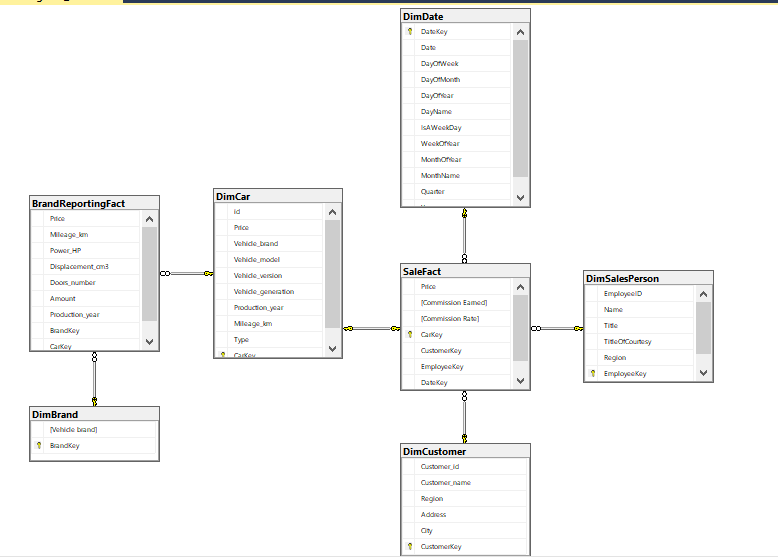 DimDate
DateKey
Date
DayOfWeek
DayOfMonth
DayOfYear
DayName
IsAWeekDay
WeekOfYear
MonthOfYear
MonthName
Quarter
BrandReportingFact
Price
Mileage_km
Power_HP
Displacement_cm3
Doors_number
Amount
Production_year
BrandKey
CarKey
DimCar
id
Price
Vehicle_brand
Vehicle_model
Vehicle_version
Vehicle_generation
Production_year
Mileage_km
Type
CarKey
SaleFact
Price
[Commission Earned]
[Commission Rate]
CarKey
CustomerKey
EmployeeKey
DateKey
DimSalesPerson
EmployeeID
Name
Title
TitleOfCourtesy
Region
EmployeeKey
DimBrand
[Vehicle brand]
BrandKey
DimCustomer
Customer_id
Customer_name
Region
Address
City
CustomerKey